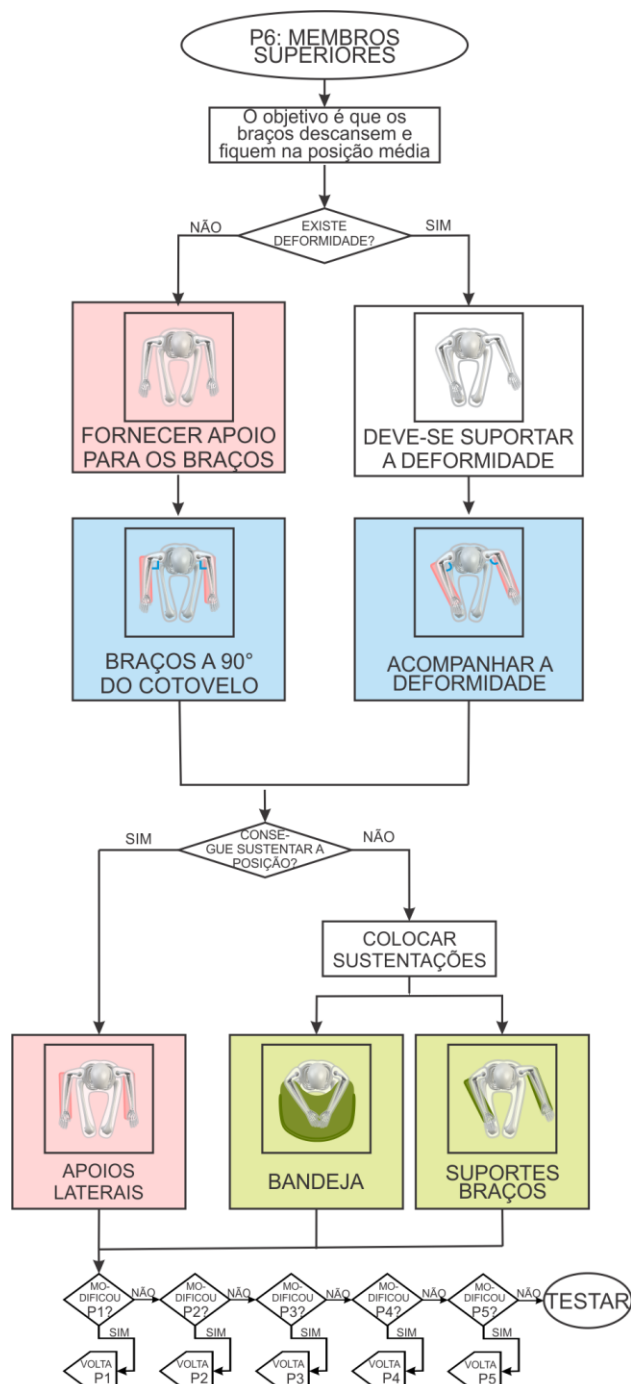 P6: MEMBROS
SUPERIORES
O objetivo é que os
braços descansem e
fiquem na posição média
NÃO
EXISTE
DEFORMIDADE?
SIM
FORNECER APOIO
PARA OS BRAÇOS
DEVE-SE SUPORTAR
A DEFORMIDADE
BRAÇOS A 90°
DO COTOVELO
ACOMPANHAR A
DEFORMIDADE
SIM
CONSE-
GUE SUSTENTAR A
POSIÇÃO?
NÃO
COLOCAR
SUSTENTAÇÕES
APOIOS
LATERAIS
BANDEJA
SUPORTES
BRAÇOS
MO-
DIFICOU
P1?
NÃO
MO-
DIFICOU
P2?
NÃO
MO-
DIFICOU
P3?
NÃO
MO-
DIFICOU
P4?
NÃO
MO-
DIFICOU
P5?
NÃO
TESTAR
SIM
SIM
SIM
SIM
SIM
VOLTA
P1
VOLTA
P2
VOLTA
P3
VOLTA
P4
VOLTA
P5